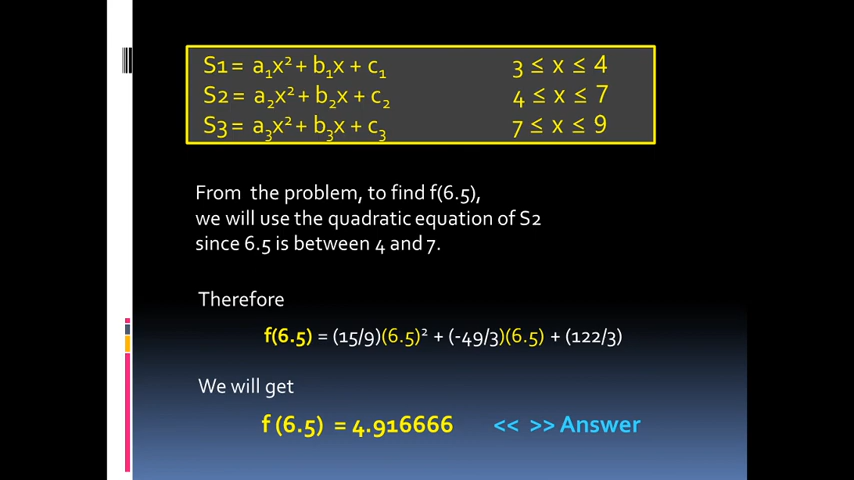 S1 = a₁x² + b₁x + c₁ 3 ≤ x ≤ 4
S2 = a₂x² + b₂x + c₂ 4 ≤ x ≤ 7
S3 = a₃x² + b₃x + c₃ 7 ≤ x ≤ 9
From the problem, to find f(6.5),
we will use the quadratic equation of S2
since 6.5 is between 4 and 7.
Therefore
f(6.5) = (15/9)(6.5)² + (-49/3)(6.5) + (122/3)
We will get
f (6.5) = 4.916666 << >> Answer